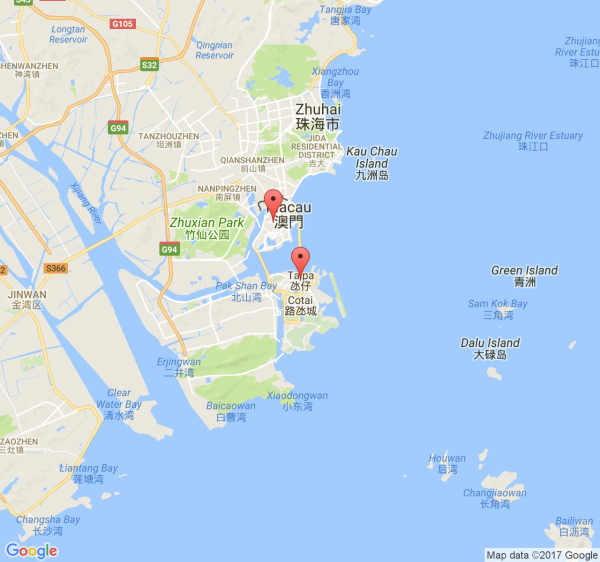 S43
G105
Tangjia Bay
唐家湾
Longtan
Reservoir
Qingnian
Reservoir
Zhujiang
River Estu
珠江口
SHENWANZHEN
神湾镇
S32
Xiangzhou
Bay
香洲湾
Zhuhai
珠海市
G94
TANZHOUZHEN
坦洲镇
JIDA
RESIDENTIAL
DISTRICT
吉大
Zhujiang River Estuary
珠江口
Kau Chau
Island
九洲岛
QIANSHANZHEN
前山镇
NANPINGZHEN
南屏镇
Xijiang River
Macau
澳門
Zhuxian Park
竹仙公园
G94
S366
2
JINWAN
金湾区
Pak Shan Bay
北山湾
Taipa
氹仔
Cotai
路氹城
Green Island
青洲
Sam Kok Bay
三角湾
Dalu Island
大碌岛
Erjingwan
二井湾
Clear
Water Bay
清水湾
Xiaodongwan
小东湾
Baicaowan
白曹湾
ZAOZHEN
三灶镇
Liantang Bay
莲塘湾
Houwan
后湾
Changjiaowan
长角湾
Changsha Bay
长沙湾
Bailiwan
白沥湾
Google
Map data ©2017 Google